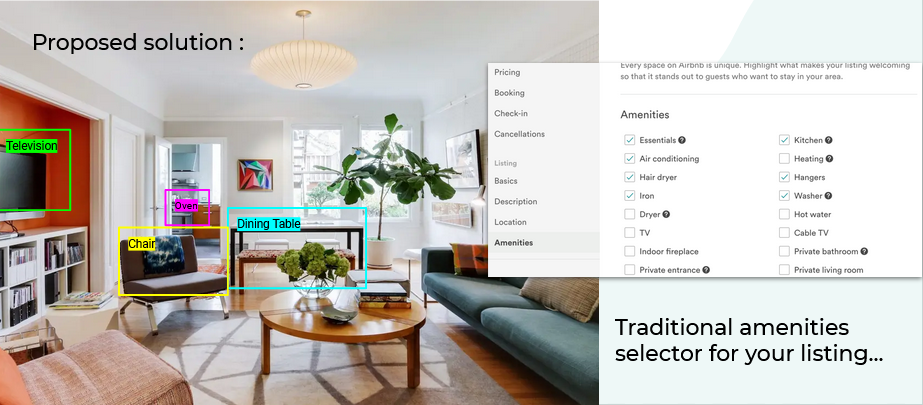 Proposed solution :
Television
Oven
Chair
Dining Table
Pricing
Booking
Check-in
Cancellations
Listing
Basics
Description
Location
Amenities
Every space on Airbnb is unique. Highlight what makes your listing welcoming
so that it stands out to guests who want to stay in your area.
Amenities
Essentials
Kitchen
Air conditioning
Heating
Hair dryer
Hangers
Iron
Washer
Dryer
Hot water
TV
Cable TV
Indoor fireplace
Private bathroom
Private entrance
Private living room
Traditional amenities
selector for your listing...